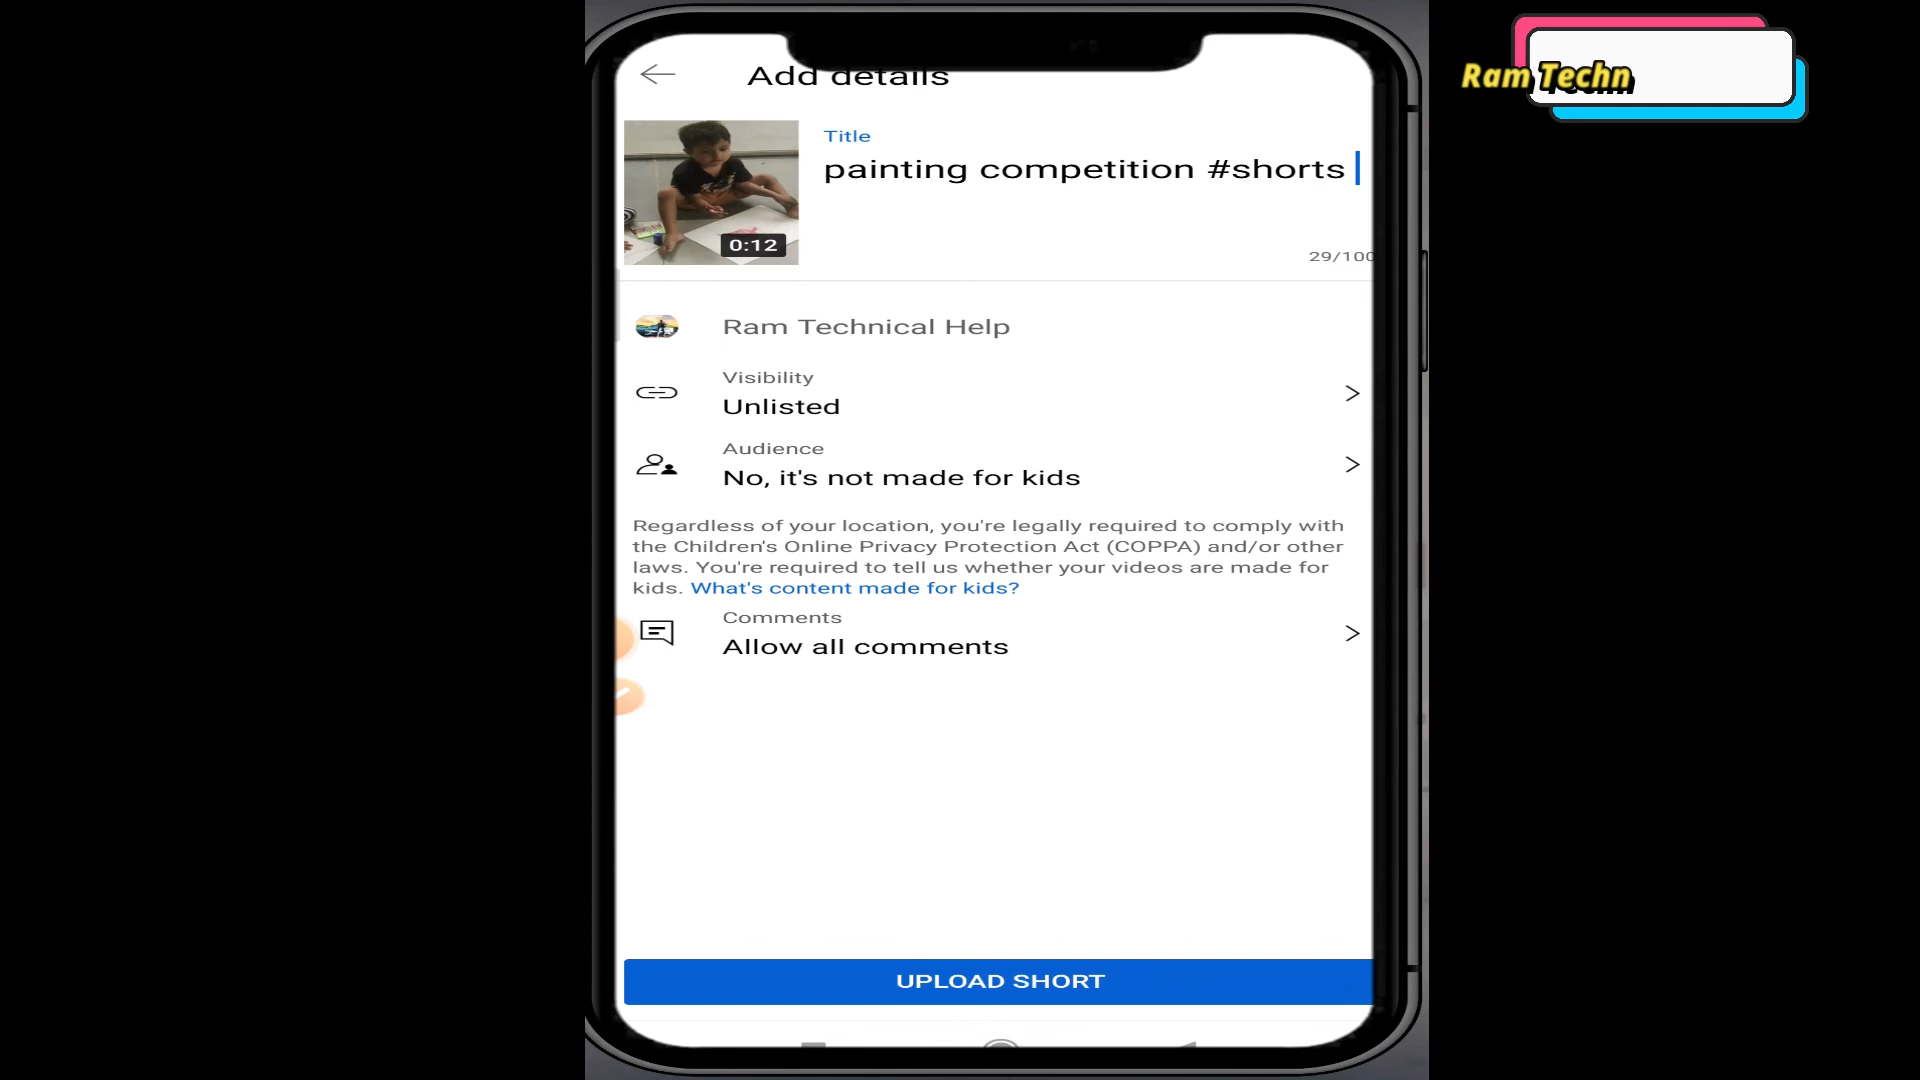 Add details
Ram Techn
Title
painting competition #shorts
0:12
29/100
Ram Technical Help
Visibility
Unlisted
Audience
No, it's not made for kids
Regardless of your location, you're legally required to comply with
the Children's Online Privacy Protection Act (COPPA) and/or other
laws. You're required to tell us whether your videos are made for
kids. What's content made for kids?
Comments
Allow all comments
UPLOAD SHORT